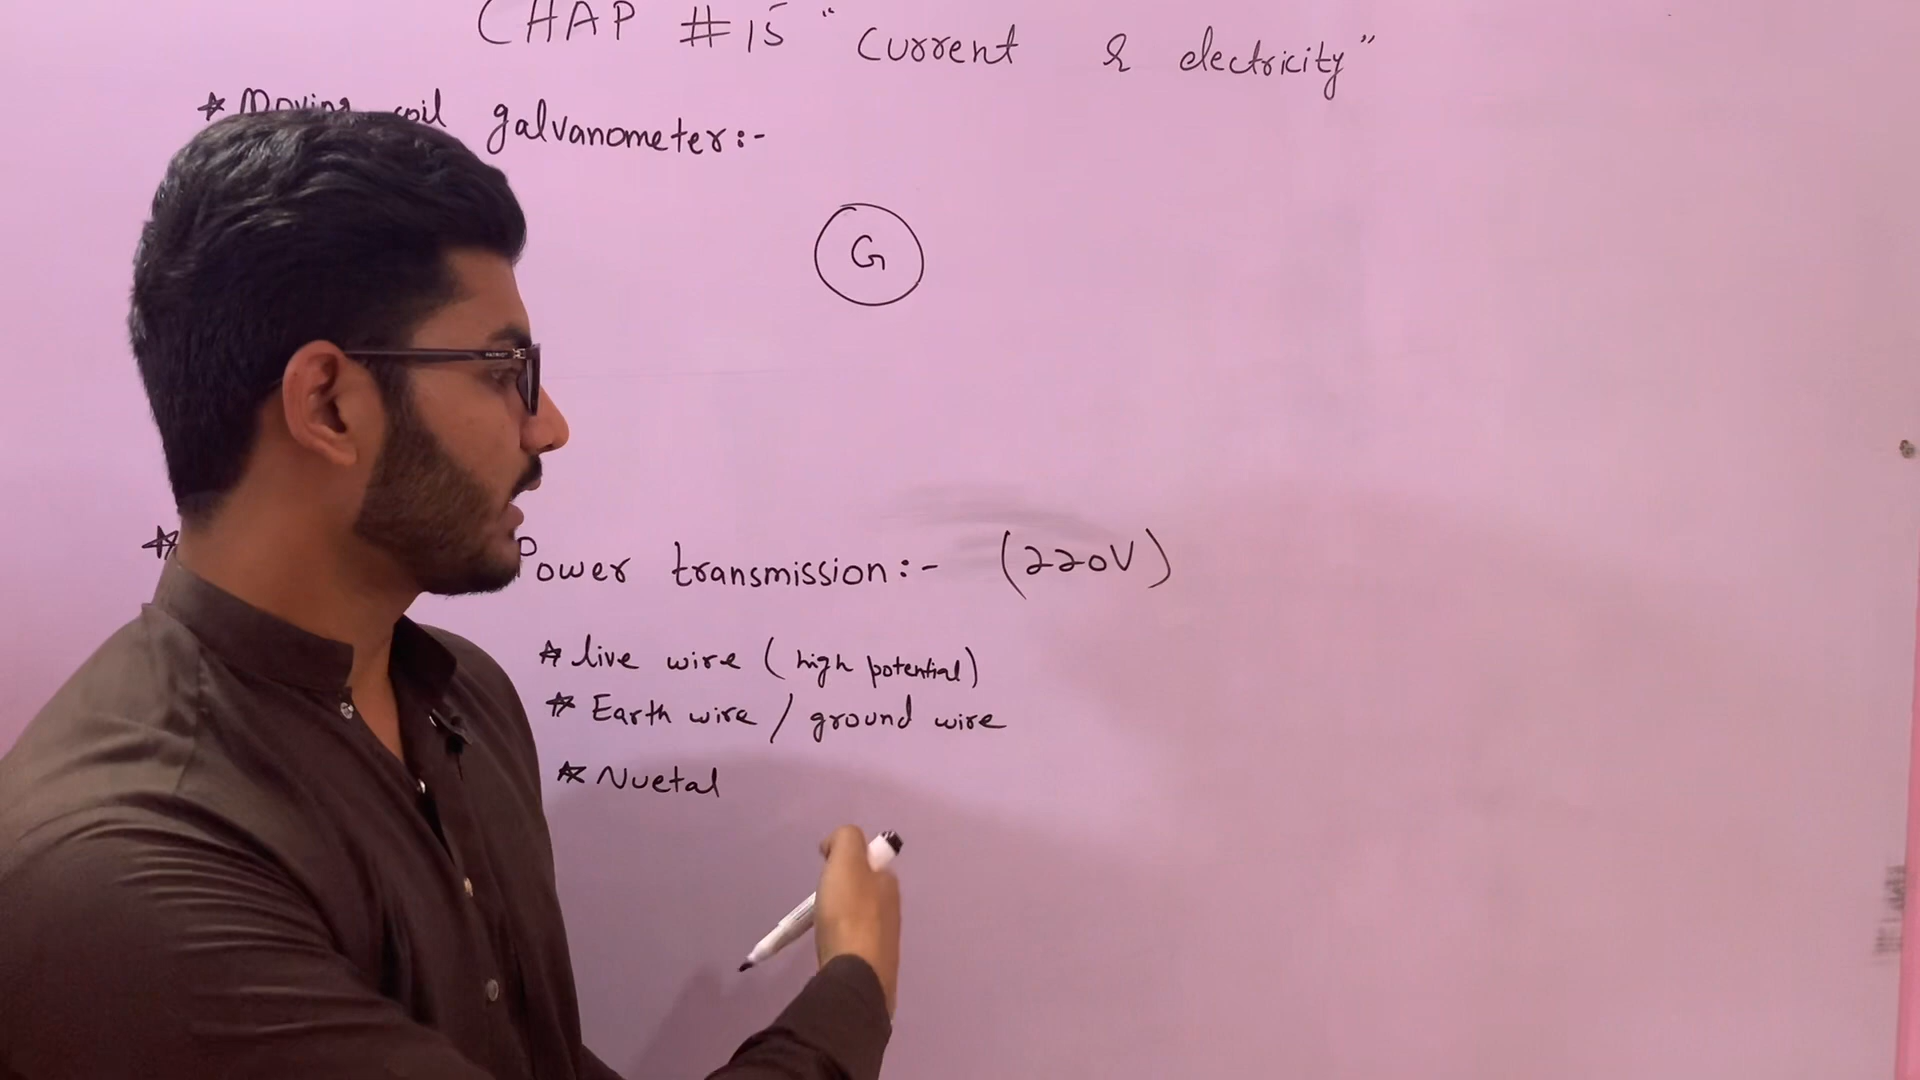 CHAP #15 "Current & electricity"
* Moving coil galvanometer:-
G
* Power transmission:- (220V)
* live wire (high potential)
* Earth wire / ground wire
* Nuetal